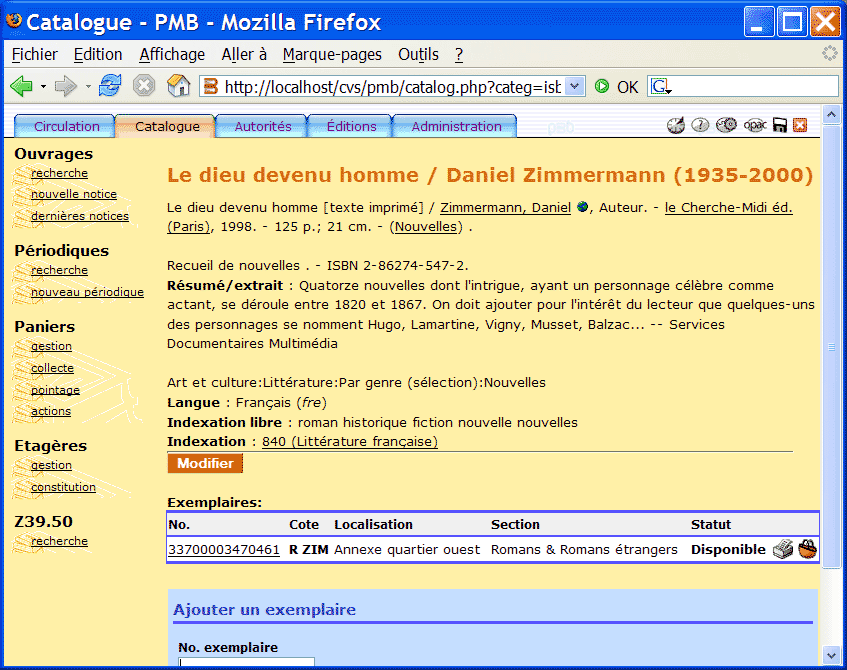 Catalogue - PMB - Mozilla Firefox
Fichier Edition Affichage Aller à Marque-pages Outils ?
http://localhost/cvs/pmb/catalog.php?categ=isb OK G
Circulation Catalogue Autorités Éditions Administration pmb opac
Ouvrages
recherche
nouvelle notice
dernières notices
Périodiques
recherche
nouveau périodique
Paniers
gestion
collecte
pointage
actions
Etagères
gestion
constitution
Z39.50
recherche
Le dieu devenu homme / Daniel Zimmermann (1935-2000)
Le dieu devenu homme [texte imprimé] / Zimmermann, Daniel , Auteur. - le Cherche-Midi éd.
(Paris), 1998. - 125 p.; 21 cm. - (Nouvelles) .
Recueil de nouvelles . - ISBN 2-86274-547-2.
Résumé/extrait : Quatorze nouvelles dont l'intrigue, ayant un personnage célèbre comme
actant, se déroule entre 1820 et 1867. On doit ajouter pour l'intérêt du lecteur que quelques-uns
des personnages se nomment Hugo, Lamartine, Vigny, Musset, Balzac... -- Services
Documentaires Multimédia
Art et culture:Littérature:Par genre (sélection):Nouvelles
Langue : Français (fre)
Indexation libre : roman historique fiction nouvelle nouvelles
Indexation : 840 (Littérature française)
Modifier
Exemplaires:
No. Cote Localisation Section Statut
33700003470461 R ZIM Annexe quartier ouest Romans & Romans étrangers Disponible
Ajouter un exemplaire
No. exemplaire